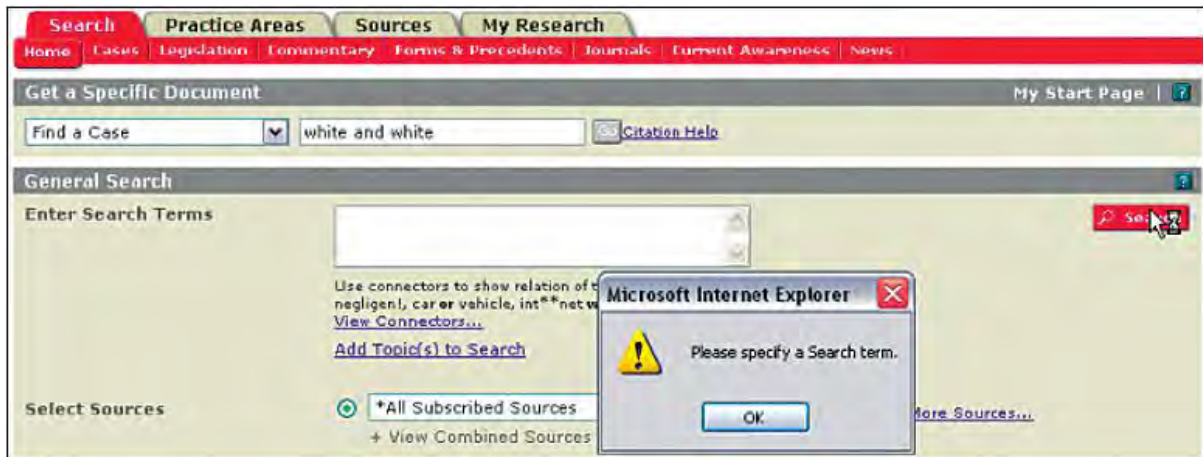 Search Practice Areas Sources My Research
Home Cases Legislation Commentary Forms & Precedents Journals Current Awareness News
Get a Specific Document My Start Page | ?
Find a Case white and white Go Citation Help
General Search ?
Enter Search Terms
Search
Use connectors to show relation of t
negligen!, car or vehicle, int**net w
View Connectors...
Add Topic(s) to Search
Microsoft Internet Explorer
Please specify a Search term.
OK
Select Sources *All Subscribed Sources More Sources...
+ View Combined Sources